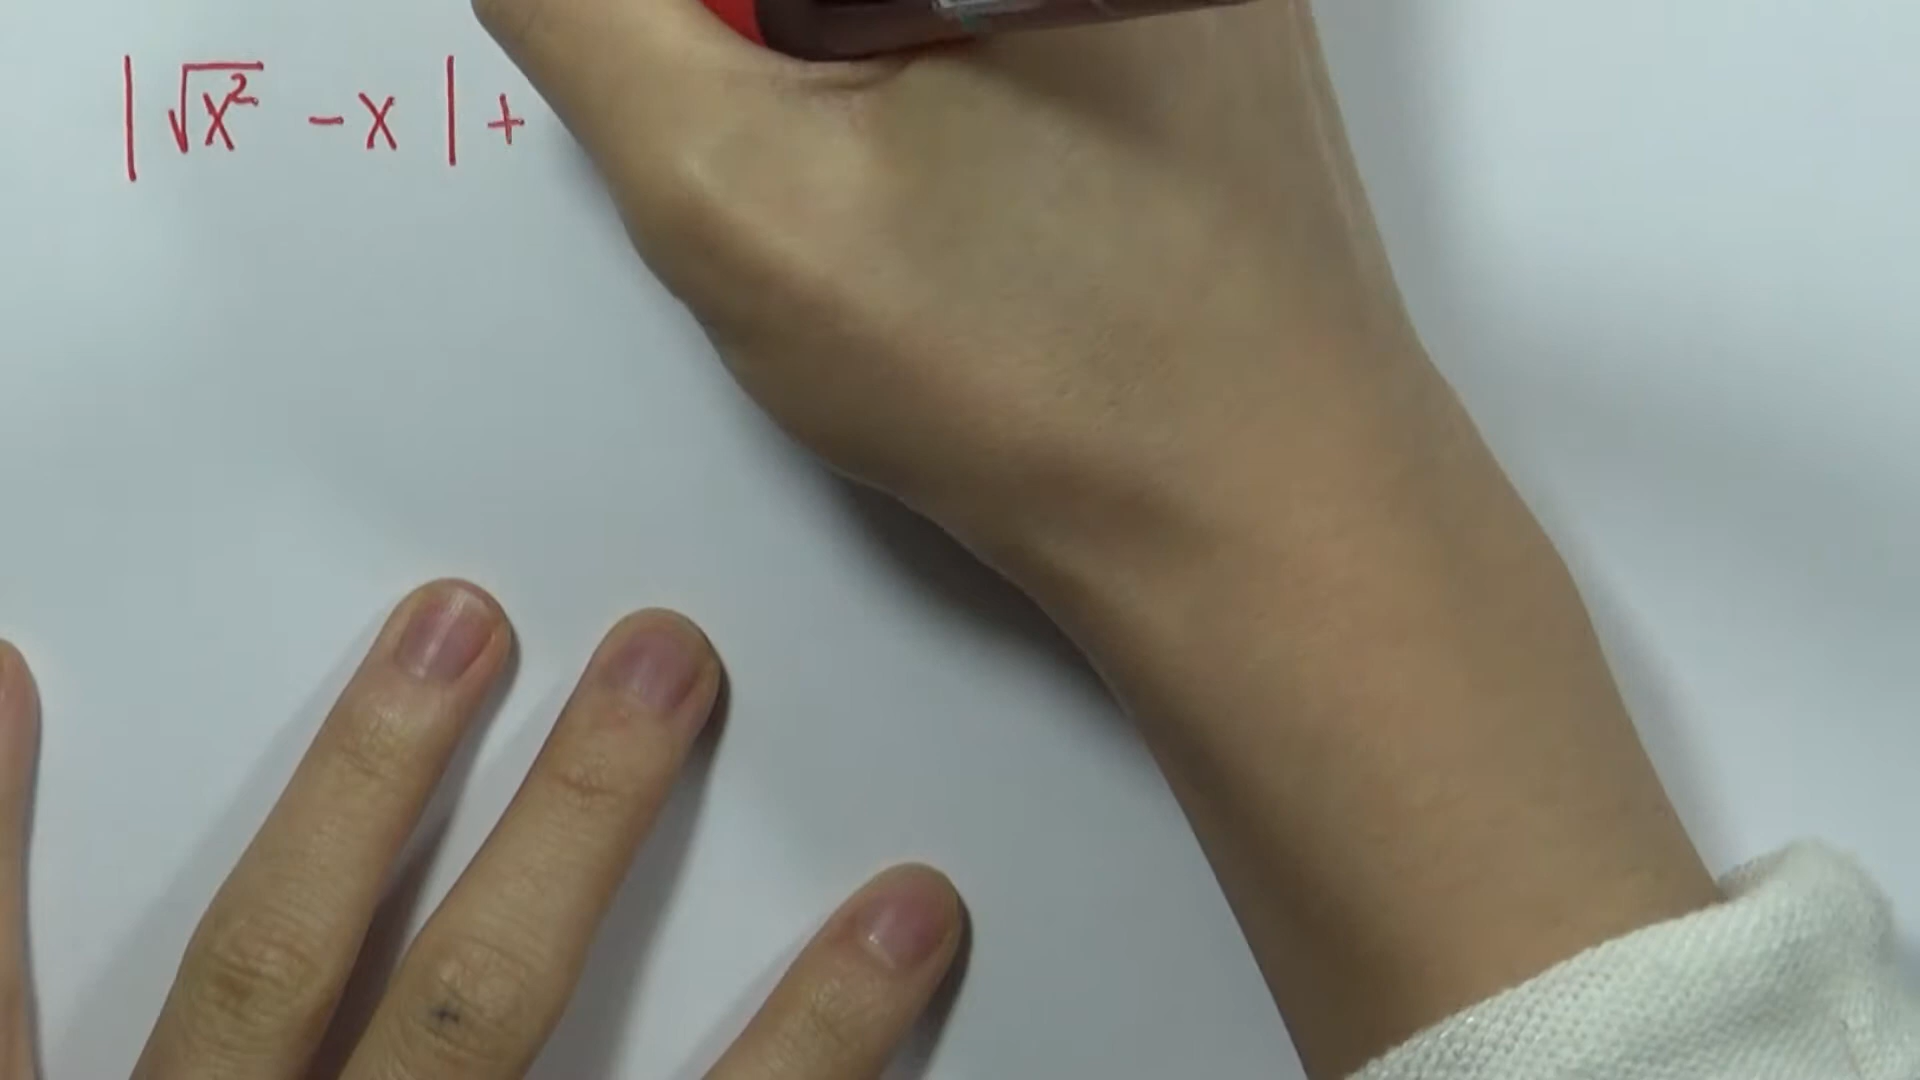 | √x² - x | +